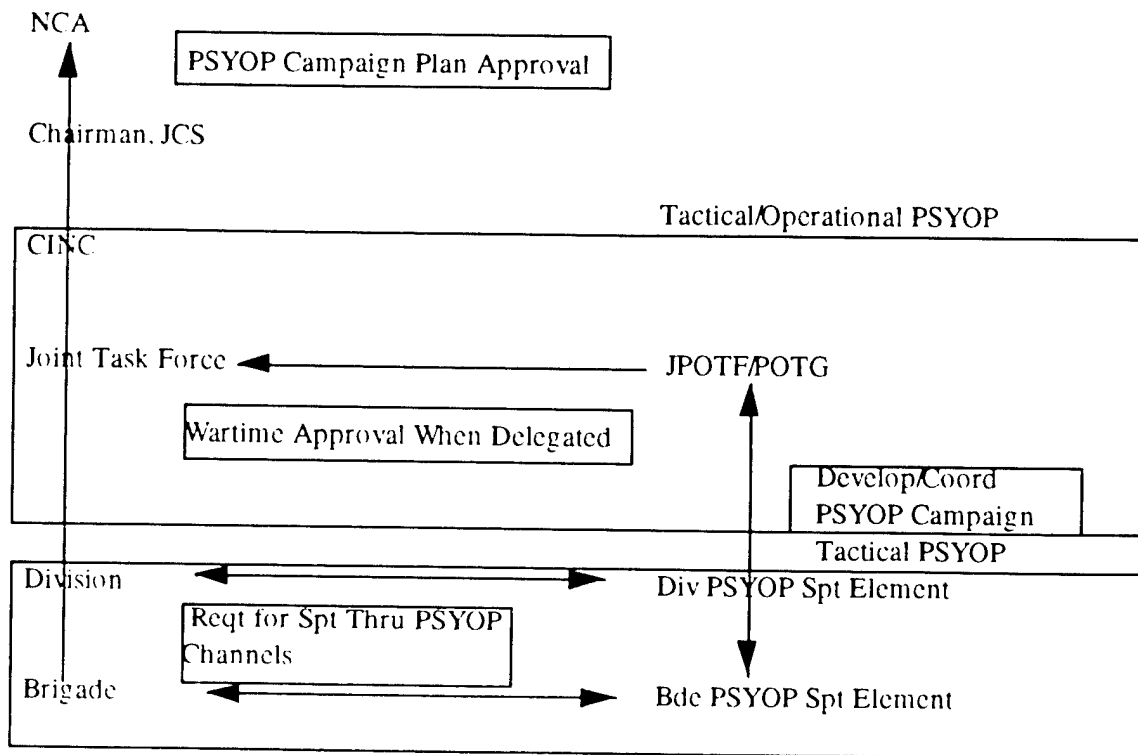 NCA
PSYOP Campaign Plan Approval
Chairman, JCS
Tactical/Operational PSYOP
CINC
Joint Task Force
JPOTF/POTG
Wartime Approval When Delegated
Develop/Coord
PSYOP Campaign
Tactical PSYOP
Division
Div PSYOP Spt Element
Reqt for Spt Thru PSYOP
Channels
Brigade
Bde PSYOP Spt Element